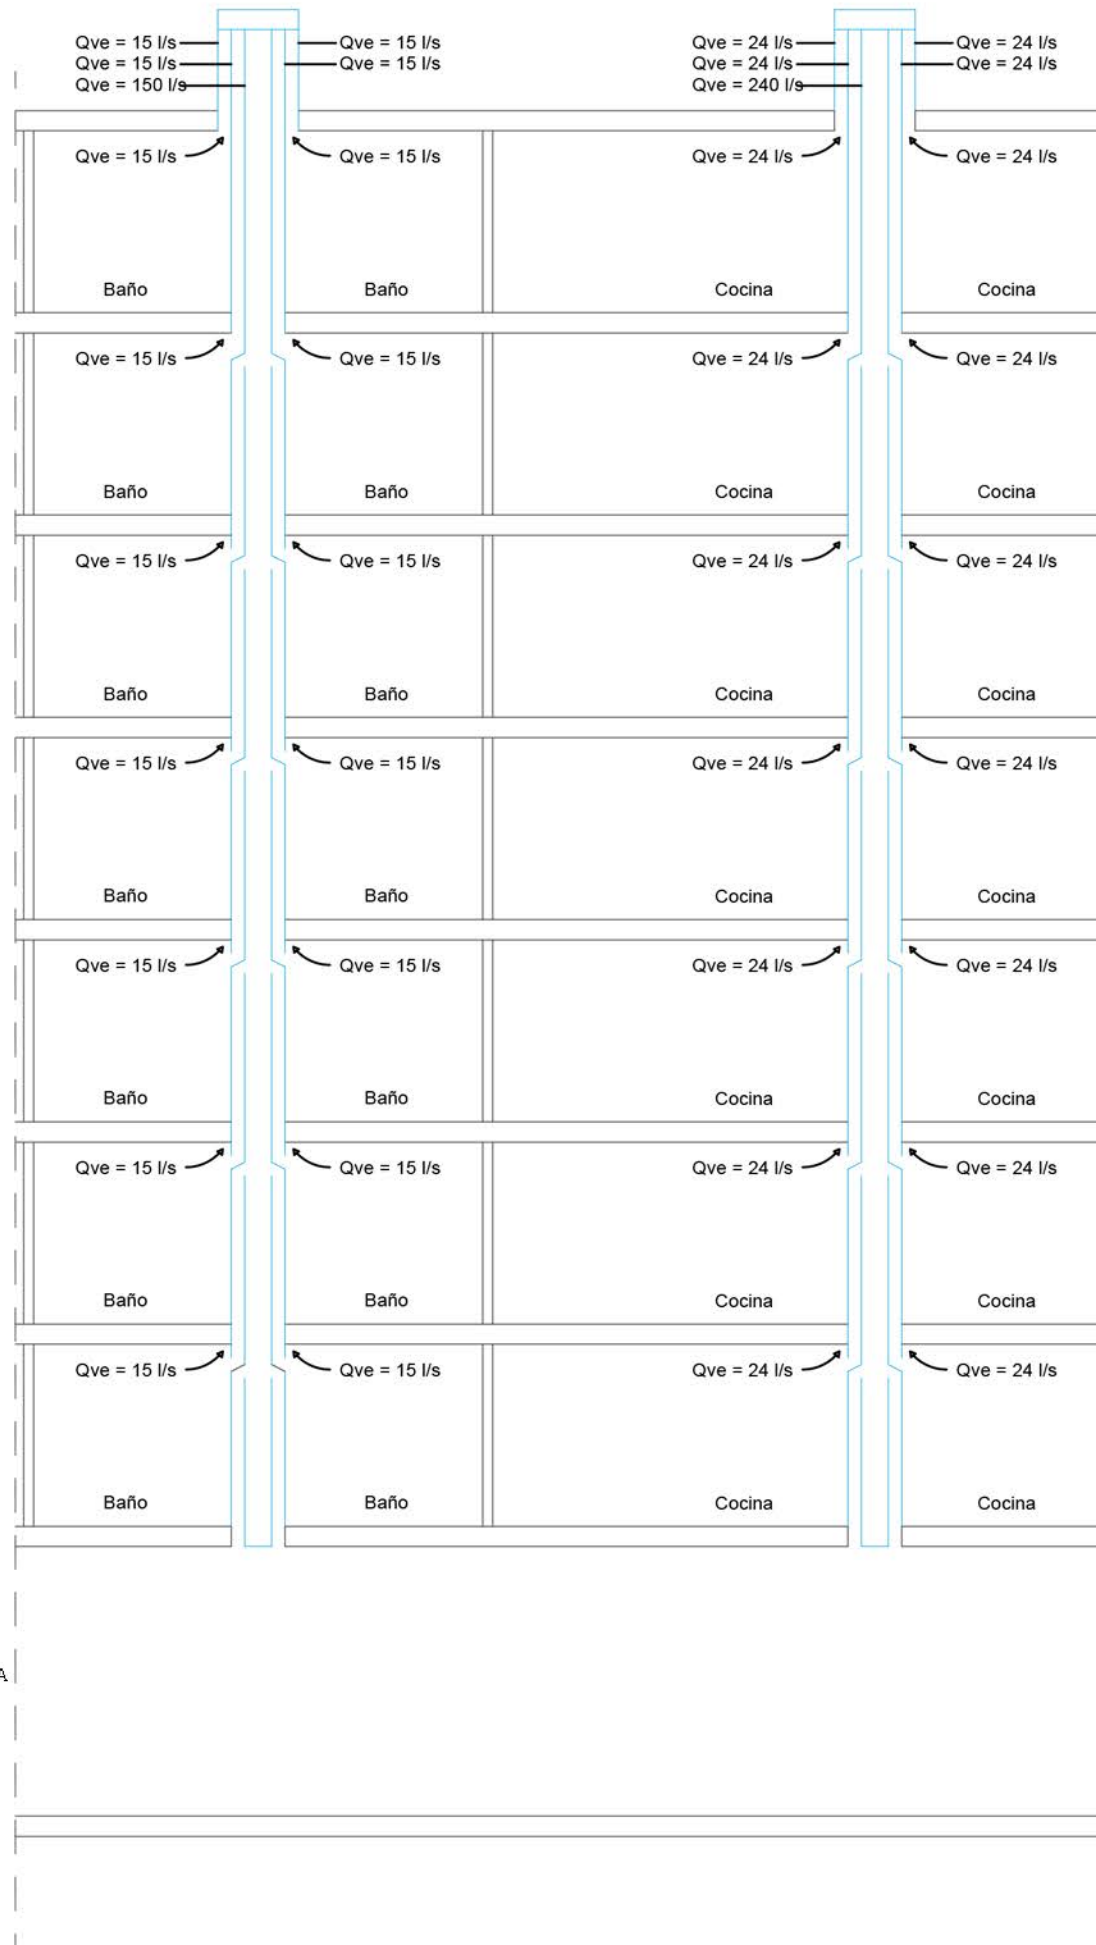 Qve = 15 l/s Qve = 15 l/s Qve = 24 l/s Qve = 24 l/s
Qve = 15 l/s Qve = 15 l/s Qve = 24 l/s Qve = 24 l/s
Qve = 150 l/s Qve = 240 l/s
Qve = 15 l/s Qve = 15 l/s Qve = 24 l/s Qve = 24 l/s
Baño Baño Cocina Cocina
Qve = 15 l/s Qve = 15 l/s Qve = 24 l/s Qve = 24 l/s
Baño Baño Cocina Cocina
Qve = 15 l/s Qve = 15 l/s Qve = 24 l/s Qve = 24 l/s
Baño Baño Cocina Cocina
Qve = 15 l/s Qve = 15 l/s Qve = 24 l/s Qve = 24 l/s
Baño Baño Cocina Cocina
Qve = 15 l/s Qve = 15 l/s Qve = 24 l/s Qve = 24 l/s
Baño Baño Cocina Cocina
Qve = 15 l/s Qve = 15 l/s Qve = 24 l/s Qve = 24 l/s
Baño Baño Cocina Cocina
Qve = 15 l/s Qve = 15 l/s Qve = 24 l/s Qve = 24 l/s
Baño Baño Cocina Cocina
A